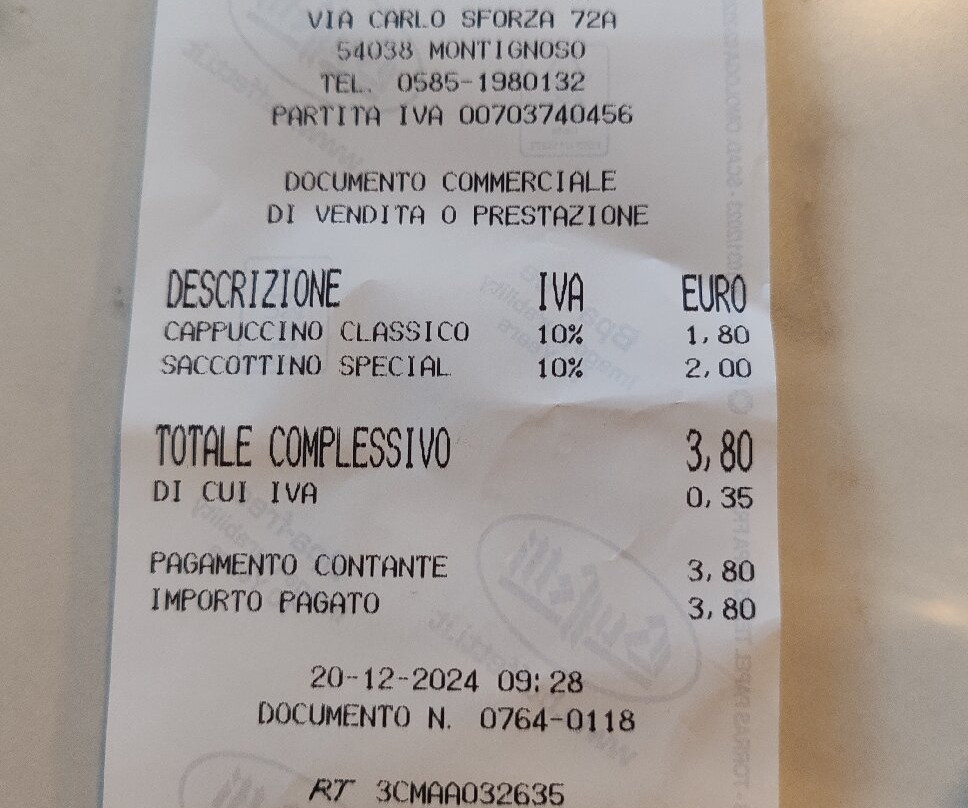 VIA CARLO SFORZA 72A
54038 MONTIGNOSO
TEL. 0585-1980132
PARTITA IVA 00703740456
DOCUMENTO COMMERCIALE
DI VENDITA O PRESTAZIONE
DESCRIZIONE IVA EURO
CAPPUCCINO CLASSICO 10% 1,80
SACCOTTINO SPECIAL 10% 2,00
TOTALE COMPLESSIVO 3,80
DI CUI IVA 0,35
PAGAMENTO CONTANTE 3,80
IMPORTO PAGATO 3,80
20-12-2024 09:28
DOCUMENTO N. 0764-0118
RT 3CMAA032635